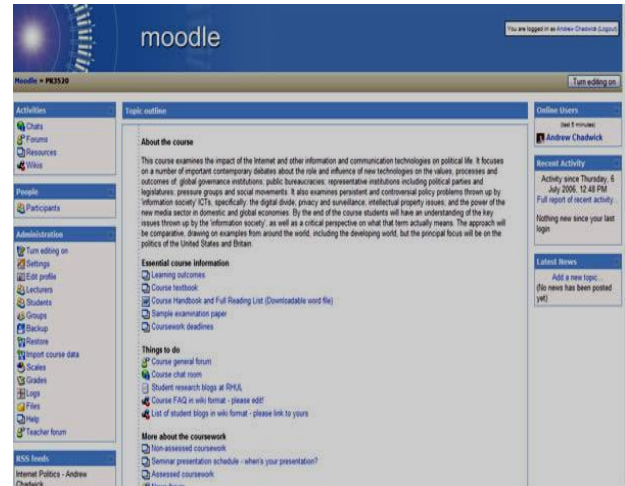 moodle
You are logged in as Andrew Chadwick (Logout)
Moodle » PR3520
Turn editing on
Activities
Chats
Forums
Resources
Wikis
People
Participants
Administration
Turn editing on
Settings
Edit profile
Lecturers
Students
Groups
Backup
Restore
Import course data
Scales
Grades
Logs
Files
Help
Teacher forum
RSS feeds
Internet Politics - Andrew
Chadwick
Topic outline
About the course
This course examines the impact of the Internet and other information and communication technologies on political life. It focuses
on a number of important contemporary debates about the role and influence of new technologies on the values, processes and
outcomes of: global governance institutions; public bureaucracies; representative institutions including political parties and
legislatures; pressure groups and social movements. It also examines persistent and controversial policy problems thrown up by
'information society' ICTs, specifically: the digital divide; privacy and surveillance; intellectual property issues; and the power of the
new media sector in domestic and global economies. By the end of the course students will have an understanding of the key
issues thrown up by the 'information society', as well as a critical perspective on what that term actually means. The approach will
be comparative, drawing on examples from around the world, including the developing world, but the principal focus will be on the
politics of the United States and Britain.
Essential course information
Learning outcomes
Course textbook
Course Handbook and Full Reading List (Downloadable word file)
Sample examination paper
Coursework deadlines
Things to do
Course general forum
Course chat room
Student research blogs at RHUL
Course FAQ in wiki format - please edit!
List of student blogs in wiki format - please link to yours
More about the coursework
Non-assessed coursework
Seminar presentation schedule - when's your presentation?
Assessed coursework
Online Users
(last 5 minutes)
Andrew Chadwick
Recent Activity
Activity since Thursday, 6
July 2006, 12:48 PM
Full report of recent activity...
Nothing new since your last
login
Latest News
Add a new topic...
(No news has been posted
yet)